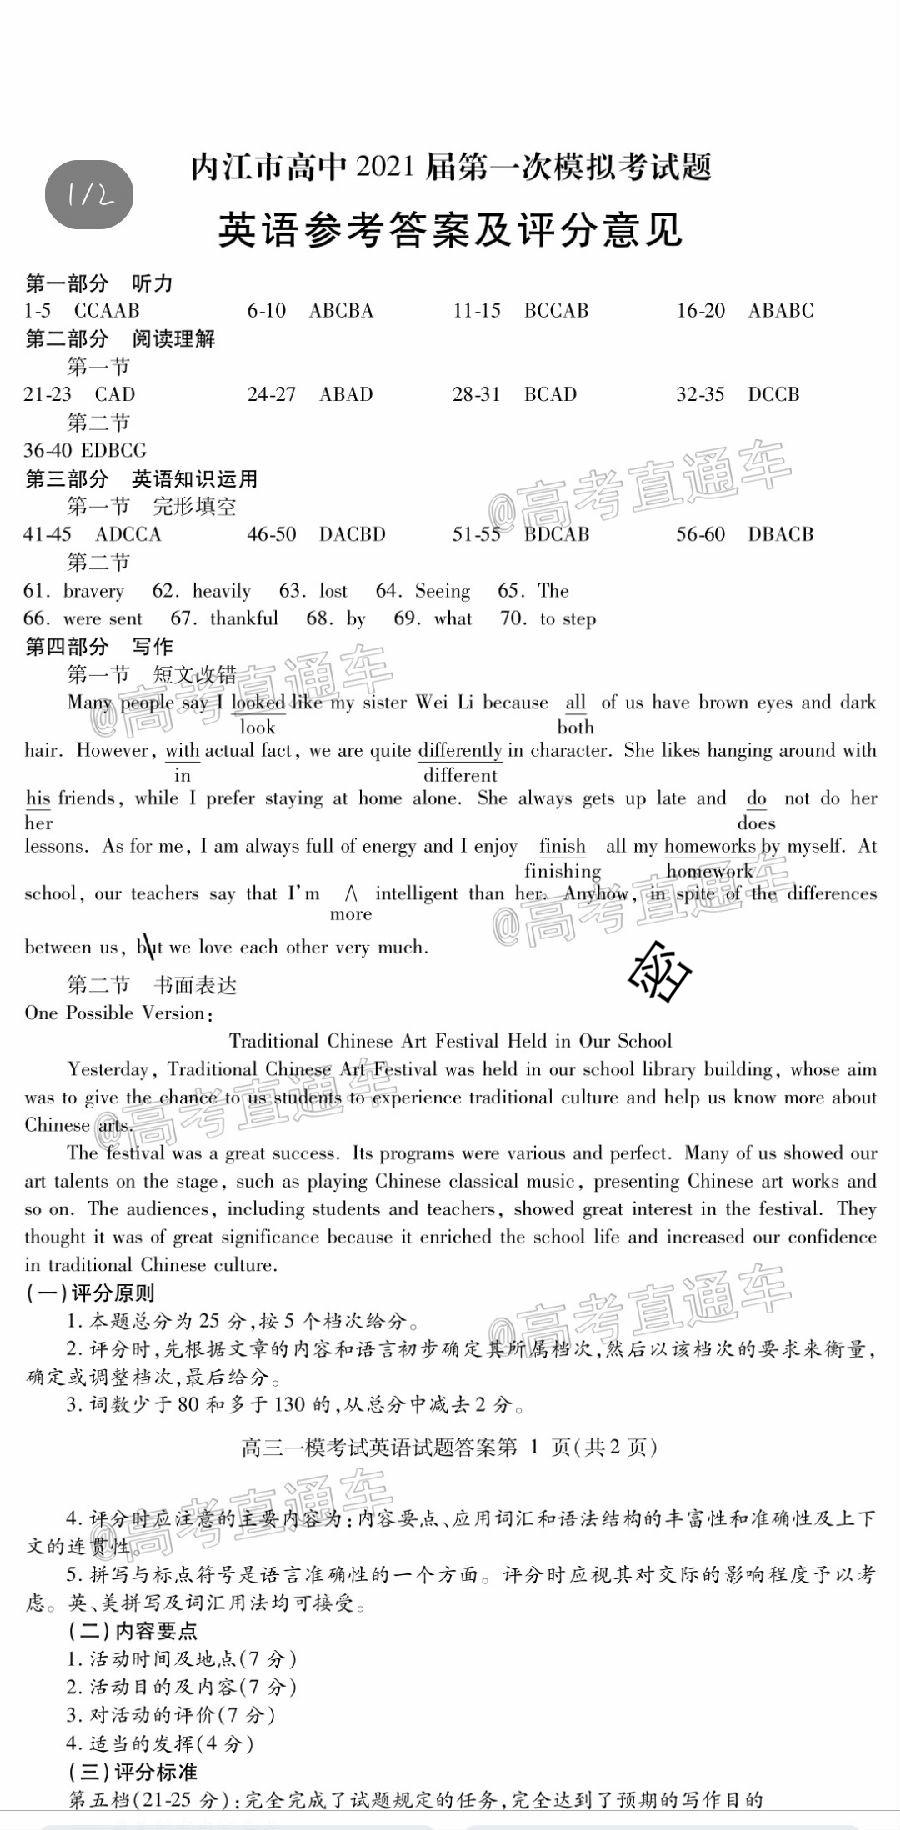 1/2
内江市高中 2021 届第一次模拟考试题
英语参考答案及评分意见
第一部分 听力
1-5 CCAAB 6-10 ABCBA 11-15 BCCAB 16-20 ABABC
第二部分 阅读理解
第一节
21-23 CAD 24-27 ABAD 28-31 BCAD 32-35 DCCB
第二节
36-40 EDBCG
第三部分 英语知识运用
第一节 完形填空
@高考直通车
41-45 ADCCA 46-50 DACBD 51-55 BDCAB 56-60 DBACB
第二节
61. bravery 62. heavily 63. lost 64. Seeing 65. The
66. were sent 67. thankful 68. by 69. what 70. to step
第四部分 写作
第一节 短文改错
@高考直通车
Many people say I looked like my sister Wei Li because all of us have brown eyes and dark
look both
hair. However, with actual fact, we are quite differently in character. She likes hanging around with
in different
his friends, while I prefer staying at home alone. She always gets up late and do not do her
her does
lessons. As for me, I am always full of energy and I enjoy finish all my homeworks by myself. At
finishing homework
school, our teachers say that I'm ∧ intelligent than her. Anyhow, in spite of the differences
more
@高考直通车
between us, but we love each other very much.
密
第二节 书面表达
One Possible Version:
Traditional Chinese Art Festival Held in Our School
Yesterday, Traditional Chinese Art Festival was held in our school library building, whose aim
was to give the chance to us students to experience traditional culture and help us know more about
Chinese arts.
@高考直通车
The festival was a great success. Its programs were various and perfect. Many of us showed our
art talents on the stage, such as playing Chinese classical music, presenting Chinese art works and
so on. The audiences, including students and teachers, showed great interest in the festival. They
thought it was of great significance because it enriched the school life and increased our confidence
in traditional Chinese culture.
(一)评分原则
1. 本题总分为 25 分,按 5 个档次给分。
@高考直通车
2. 评分时,先根据文章的内容和语言初步确定其所属档次,然后以该档次的要求来衡量,
确定或调整档次,最后给分。
3. 词数少于 80 和多于 130 的,从总分中减去 2 分。
高三一模考试英语试题答案第 1 页(共 2 页)
@高考直通车
4. 评分时应注意的主要内容为:内容要点、应用词汇和语法结构的丰富性和准确性及上下
文的连贯性。
5. 拼写与标点符号是语言准确性的一个方面。评分时应视其对交际的影响程度予以考
虑。英、美拼写及词汇用法均可接受。
(二)内容要点
1. 活动时间及地点(7 分)
2. 活动目的及内容(7 分)
3. 对活动的评价(7 分)
4. 适当的发挥(4 分)
(三)评分标准
第五档(21-25 分):完全完成了试题规定的任务,完全达到了预期的写作目的